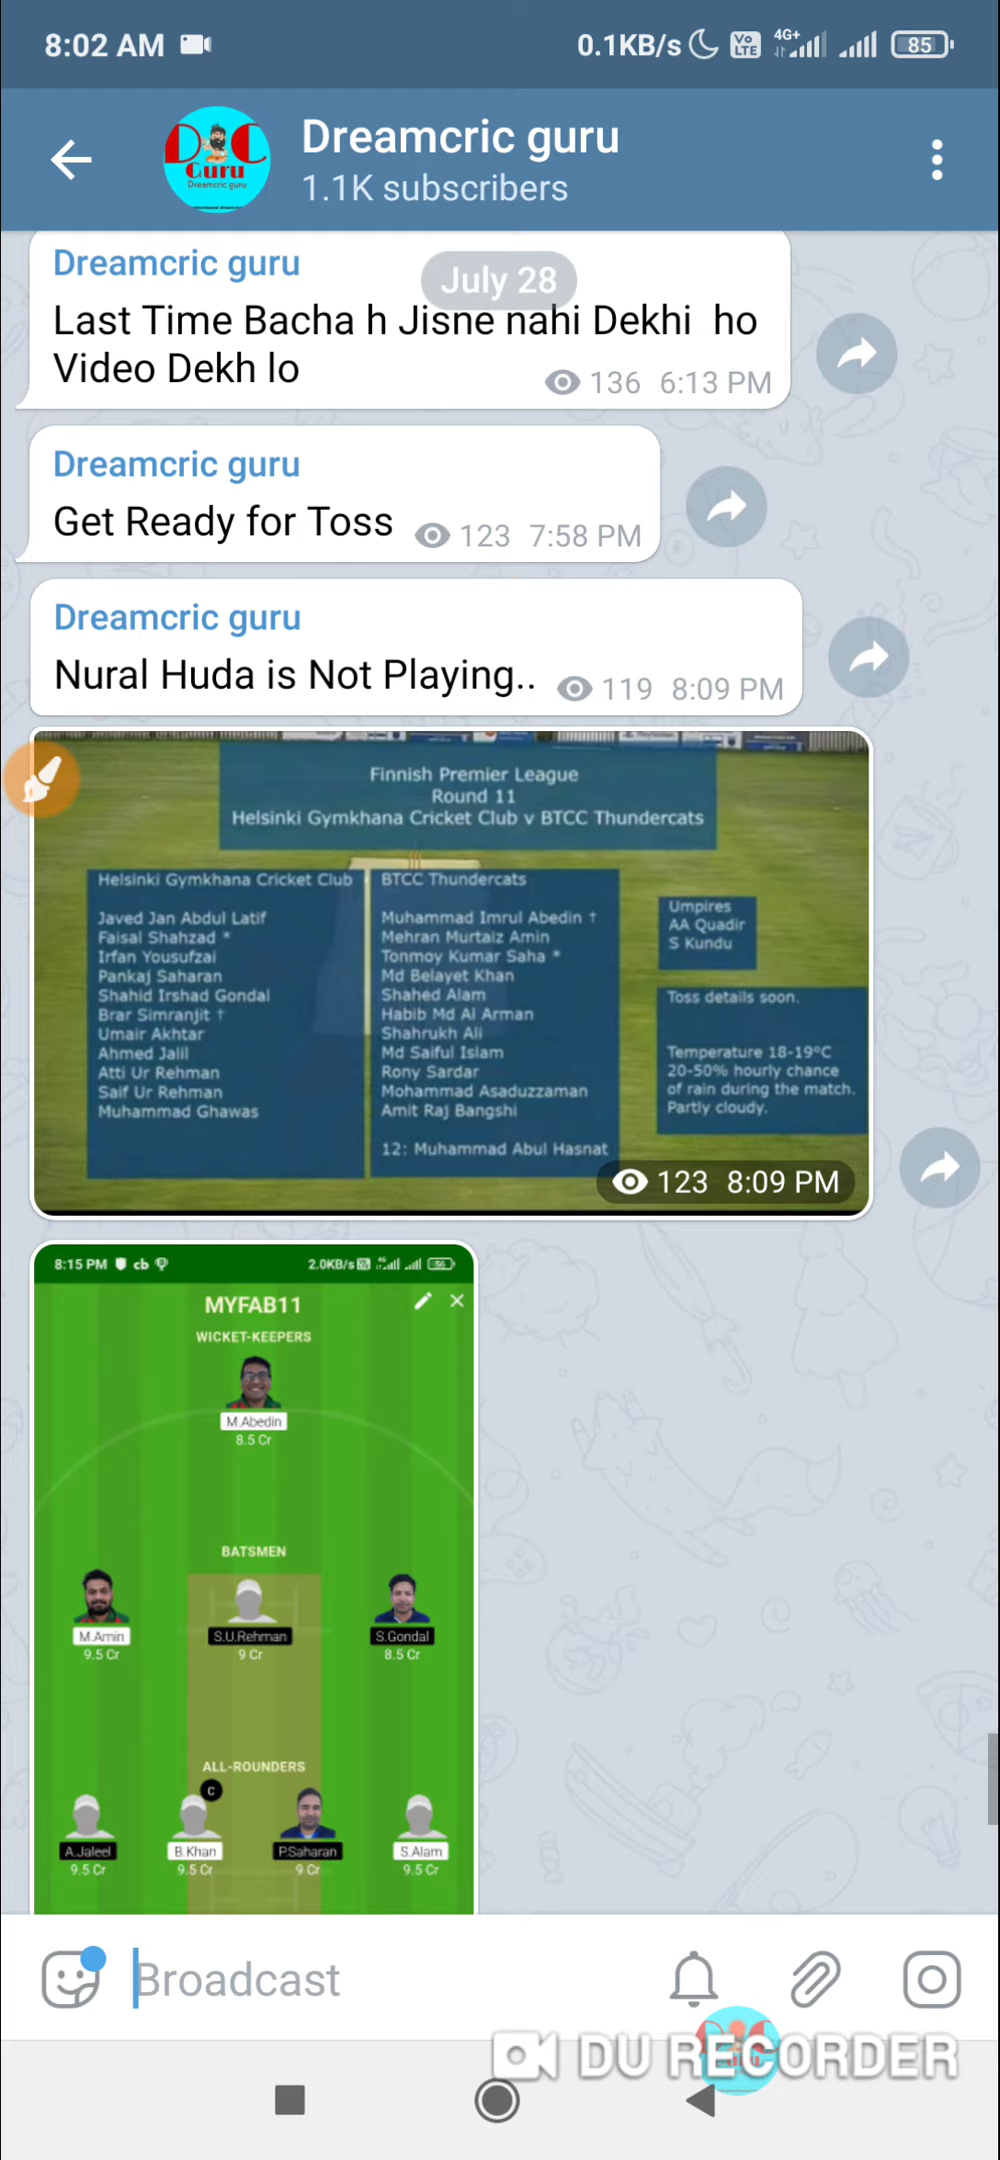 8:02 AM
0.1KB/s Vo LTE 4G+ 85
DC
Guru
Dreamcric guru
Dreamcric guru
1.1K subscribers
July 28
Dreamcric guru
Last Time Bacha h Jisne nahi Dekhi ho
Video Dekh lo
136 6:13 PM
Dreamcric guru
Get Ready for Toss
123 7:58 PM
Dreamcric guru
Nural Huda is Not Playing..
119 8:09 PM
Finnish Premier League
Round 11
Helsinki Gymkhana Cricket Club v BTCC Thundercats
Helsinki Gymkhana Cricket Club
Javed Jan Abdul Latif
Faisal Shahzad *
Irfan Yousufzai
Pankaj Saharan
Shahid Irshad Gondal
Brar Simranjit †
Umair Akhtar
Ahmed Jalil
Atti Ur Rehman
Saif Ur Rehman
Muhammad Ghawas
BTCC Thundercats
Muhammad Imrul Abedin †
Mehran Murtaiz Amin
Tonmoy Kumar Saha *
Md Belayet Khan
Shahed Alam
Habib Md Al Arman
Shahrukh Ali
Md Saiful Islam
Rony Sardar
Mohammad Asaduzzaman
Amit Raj Bangshi
12: Muhammad Abul Hasnat
Umpires
AA Quadir
S Kundu
Toss details soon.
Temperature 18-19°C
20-50% hourly chance
of rain during the match.
Partly cloudy.
123 8:09 PM
8:15 PM cb
2.0KB/s 56
MYFAB11
WICKET-KEEPERS
M.Abedin
8.5 Cr
BATSMEN
M.Amin
S.U.Rehman
S.Gondal
9.5 Cr
9 Cr
8.5 Cr
ALL-ROUNDERS
C
A.Jaleel
B.Khan
P.Saharan
S.Alam
9.5 Cr
9.5 Cr
9 Cr
9.5 Cr
Broadcast
DU RECORDER